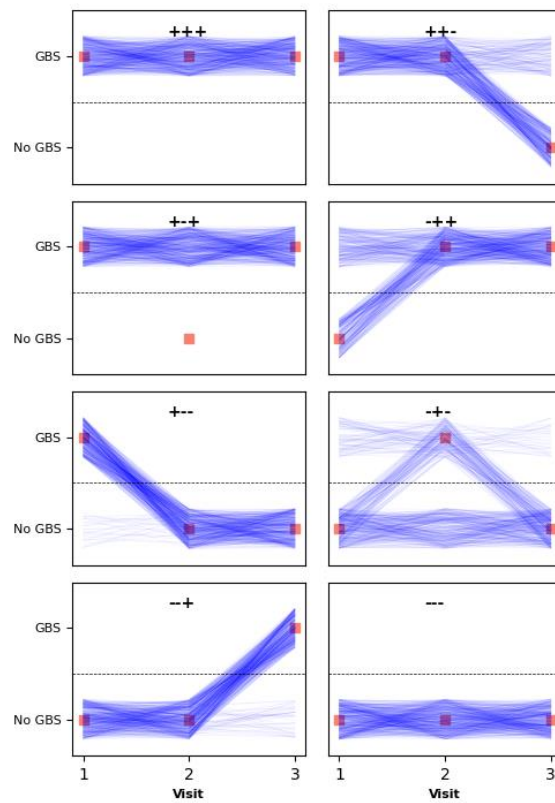 +++
++-
GBS
No GBS
+-+
-++
GBS
No GBS
+--
-+-
GBS
No GBS
--+
---
GBS
No GBS
1 2 3
1 2 3
Visit
Visit